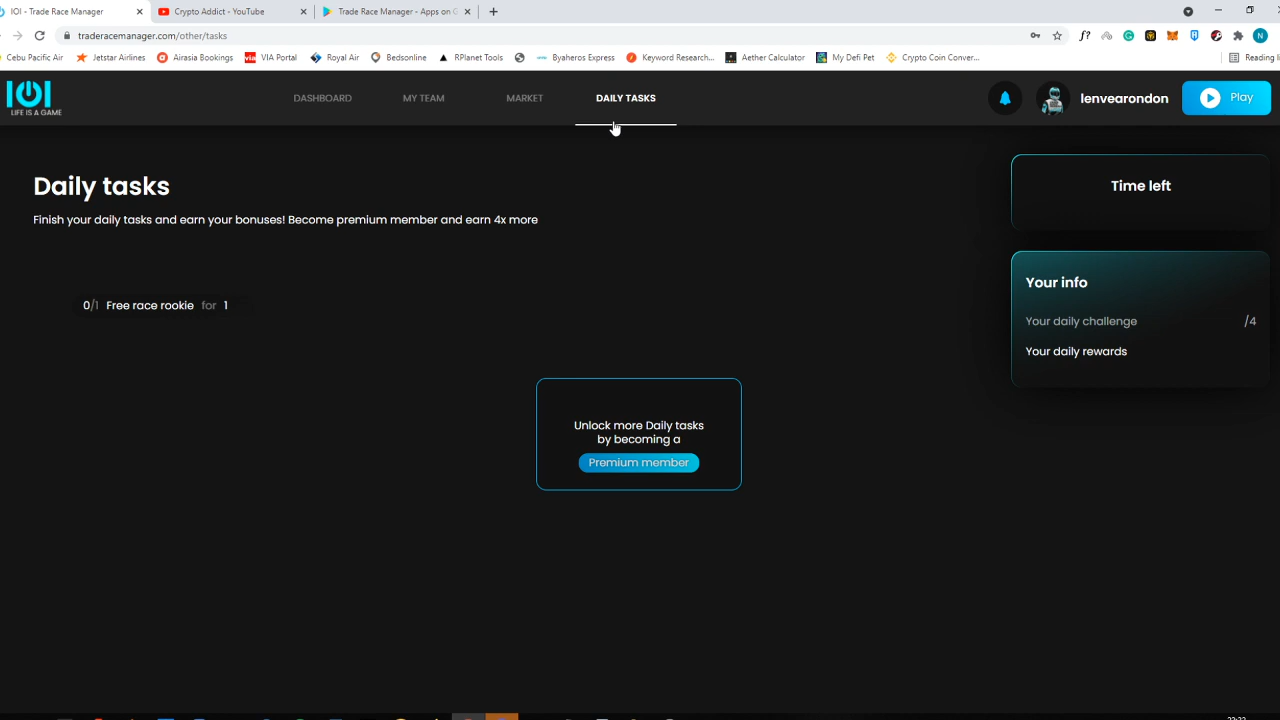 IOI - Trade Race Manager
Crypto Addict - YouTube
Trade Race Manager - Apps on G
traderacemanager.com/other/tasks
Cebu Pacific Air
Jetstar Airlines
Airasia Bookings
via VIA Portal
Royal Air
Bedsonline
RPlanet Tools
Byaheros Express
Keyword Research...
Aether Calculator
My Defi Pet
Crypto Coin Conver...
Reading li
f?
N
IOI
LIFE IS A GAME
DASHBOARD
MY TEAM
MARKET
DAILY TASKS
lenvearondon
Play
Daily tasks
Finish your daily tasks and earn your bonuses! Become premium member and earn 4x more
0/1 Free race rookie for 1
Unlock more Daily tasks
by becoming a
Premium member
Time left
Your info
Your daily challenge /4
Your daily rewards